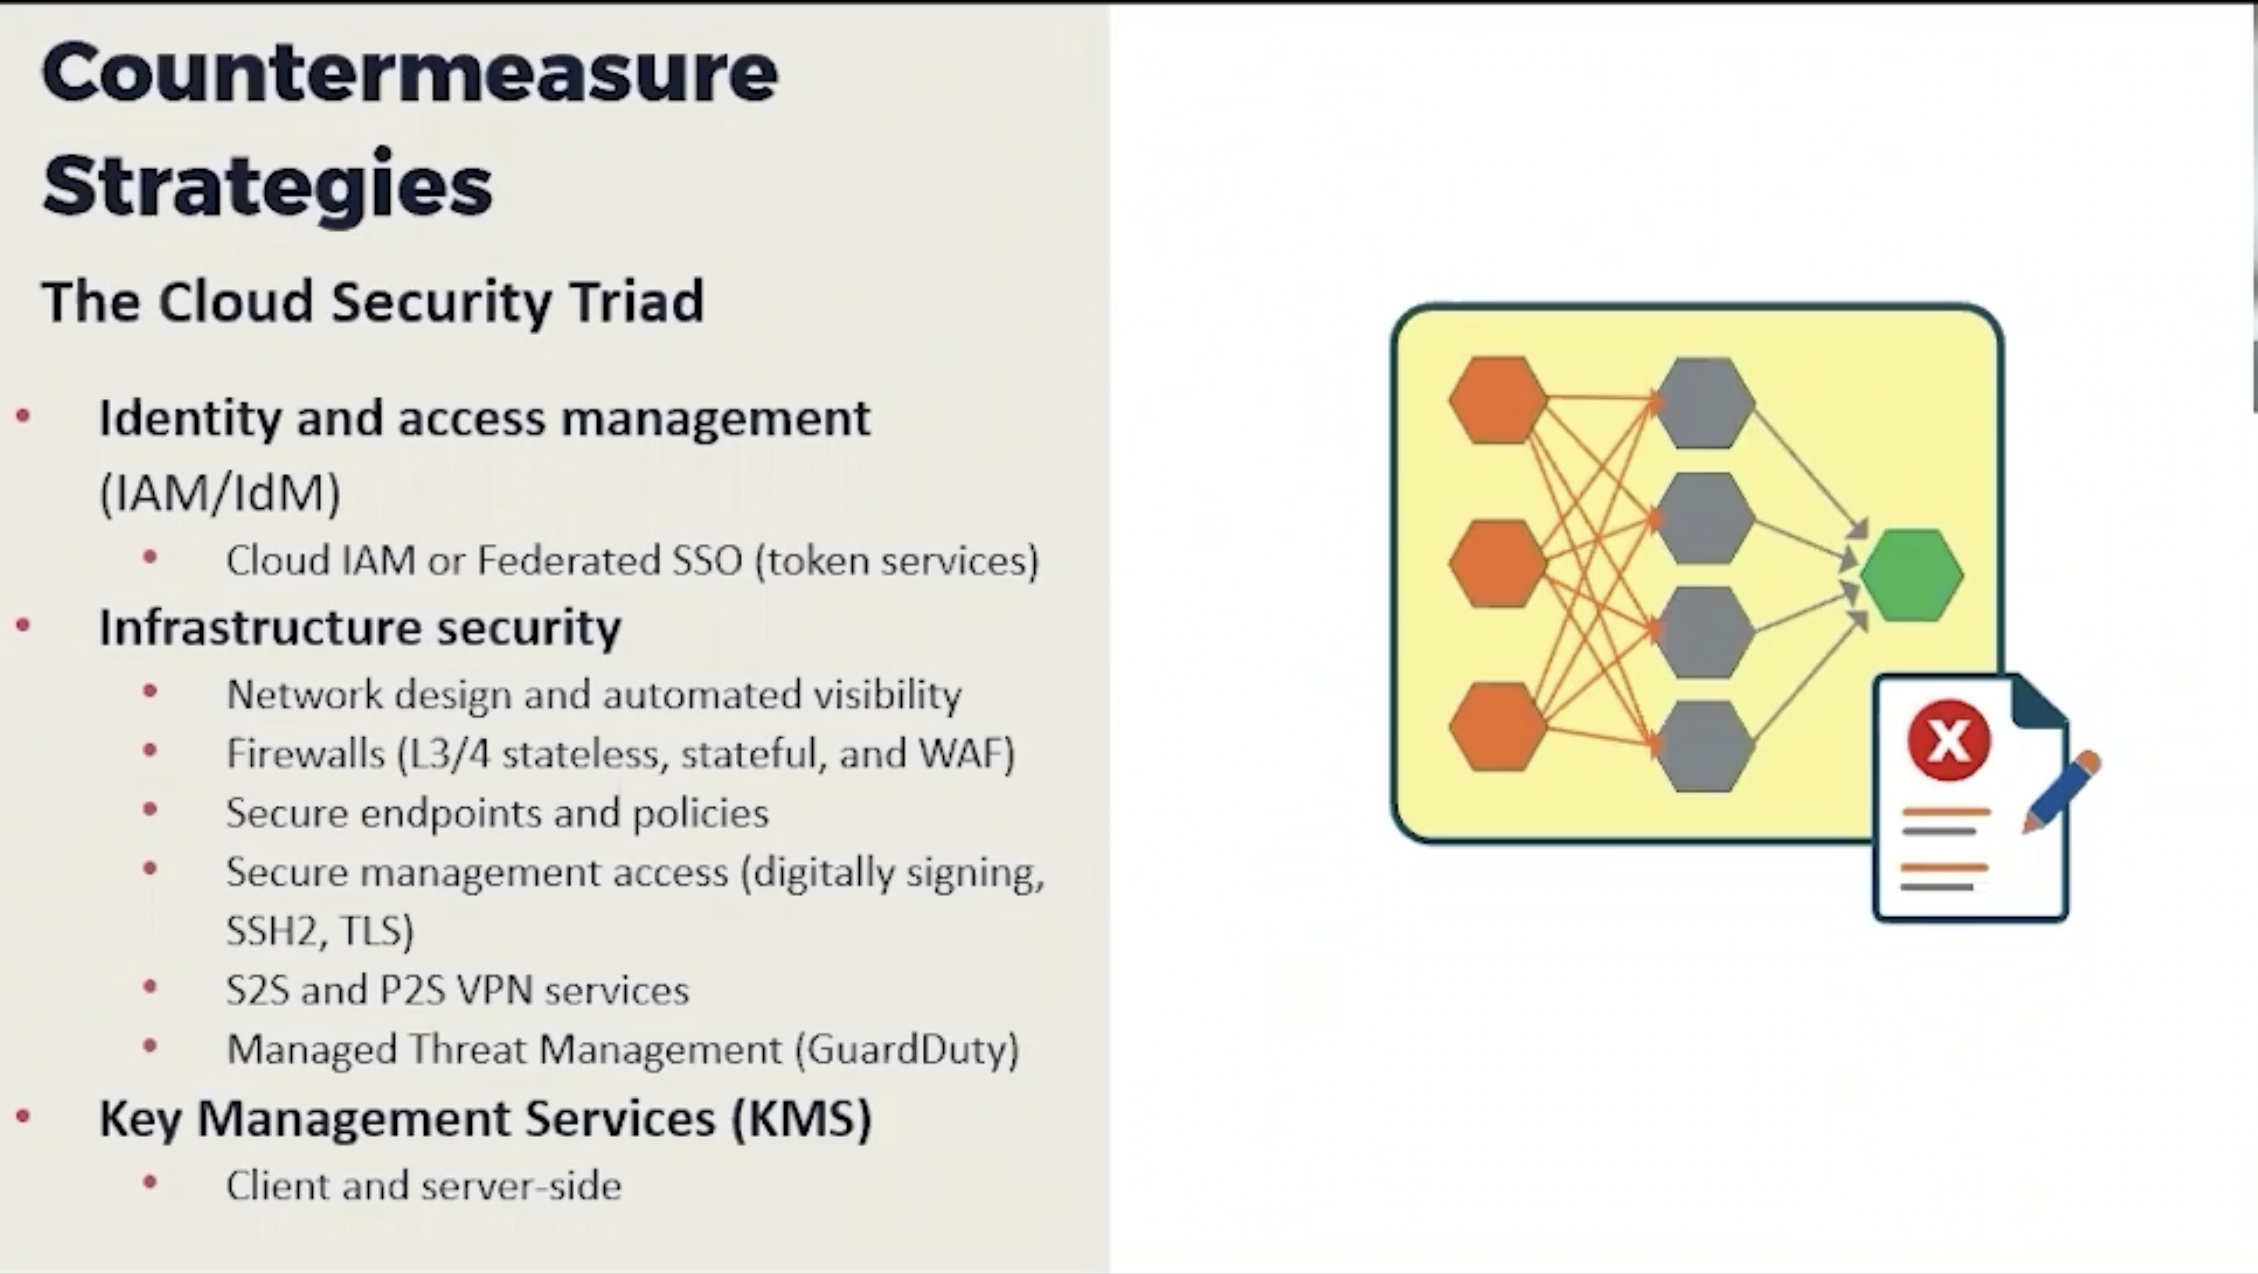 Countermeasure
Strategies
The Cloud Security Triad
• Identity and access management
(IAM/IdM)
• Cloud IAM or Federated SSO (token services)
• Infrastructure security
• Network design and automated visibility
• Firewalls (L3/4 stateless, stateful, and WAF)
• Secure endpoints and policies
• Secure management access (digitally signing,
SSH2, TLS)
• S2S and P2S VPN services
• Managed Threat Management (GuardDuty)
• Key Management Services (KMS)
• Client and server-side
X